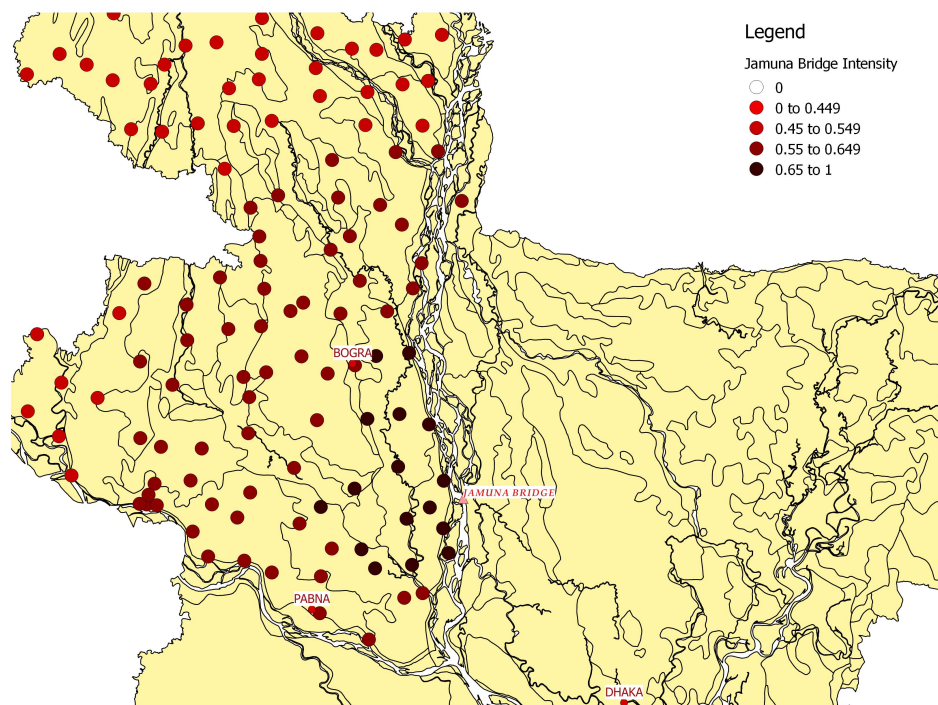 Legend
Jamuna Bridge Intensity
0
0 to 0.449
0.45 to 0.549
0.55 to 0.649
0.65 to 1
BOGRA
JAMUNA BRIDGE
PABNA
DHAKA